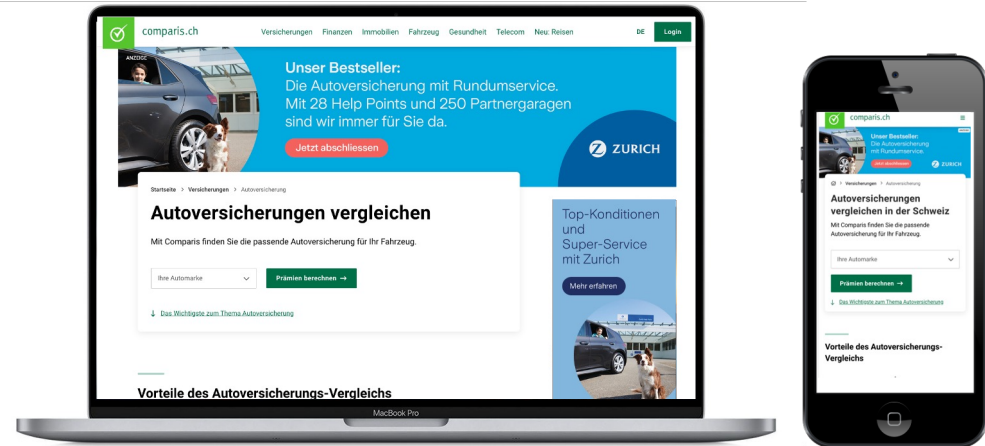 comparis.ch
Versicherungen Finanzen Immobilien Fahrzeug Gesundheit Telecom Neu: Reisen DE Login
ANZEIGE
Unser Bestseller:
Die Autoversicherung mit Rundumservice.
Mit 28 Help Points und 250 Partnergaragen
sind wir immer für Sie da.
Jetzt abschliessen
ZURICH
Startseite > Versicherungen > Autoversicherung
Autoversicherungen vergleichen
Mit Comparis finden Sie die passende Autoversicherung für Ihr Fahrzeug.
Ihre Automarke
Prämien berechnen →
↓ Das Wichtigste zum Thema Autoversicherung
Top-Konditionen
und
Super-Service
mit Zurich
Mehr erfahren
Vorteile des Autoversicherungs-Vergleichs
MacBook Pro
comparis.ch
Unser Bestseller:
Die Autoversicherung
mit Rundumservice.
Jetzt abschliessen
ZURICH
> Versicherungen > Autoversicherung
Autoversicherungen
vergleichen in der Schweiz
Mit Comparis finden Sie die passende
Autoversicherung für Ihr Fahrzeug.
Ihre Automarke
Prämien berechnen →
↓ Das Wichtigste zum Thema Autoversicherung
Vorteile des Autoversicherungs-
Vergleichs